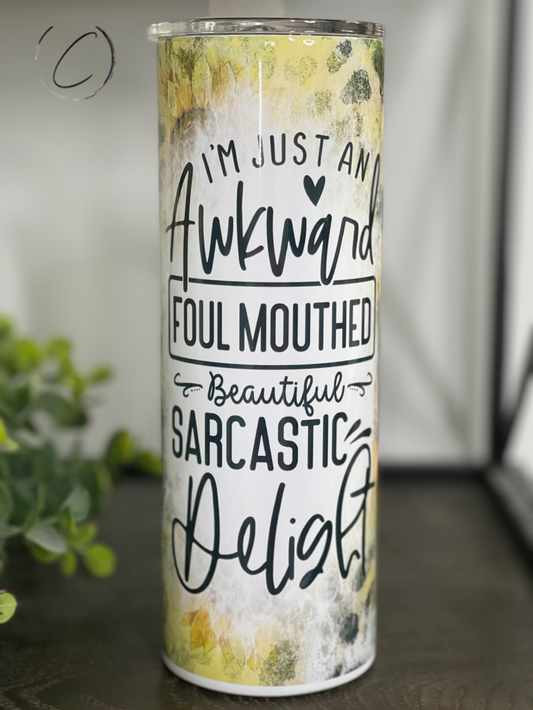 I'M JUST AN
Awkward
FOUL MOUTHED
Beautiful
SARCASTIC
Delight